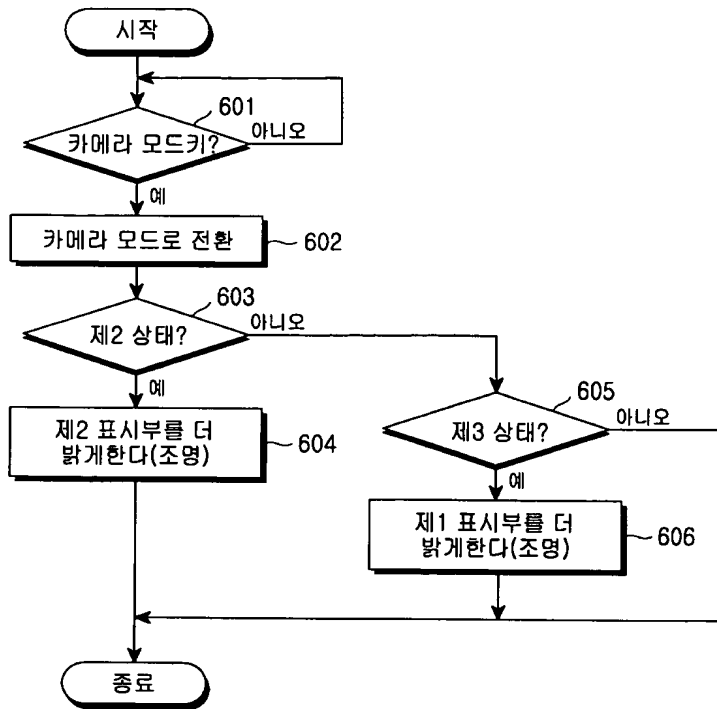 시작
601
카메라 모드키?
아니오
예
카메라 모드로 전환
602
603
제2 상태?
아니오
예
제2 표시부를 더
밝게한다(조명)
604
605
제3 상태?
아니오
예
제1 표시부를 더
밝게한다(조명)
606
종료